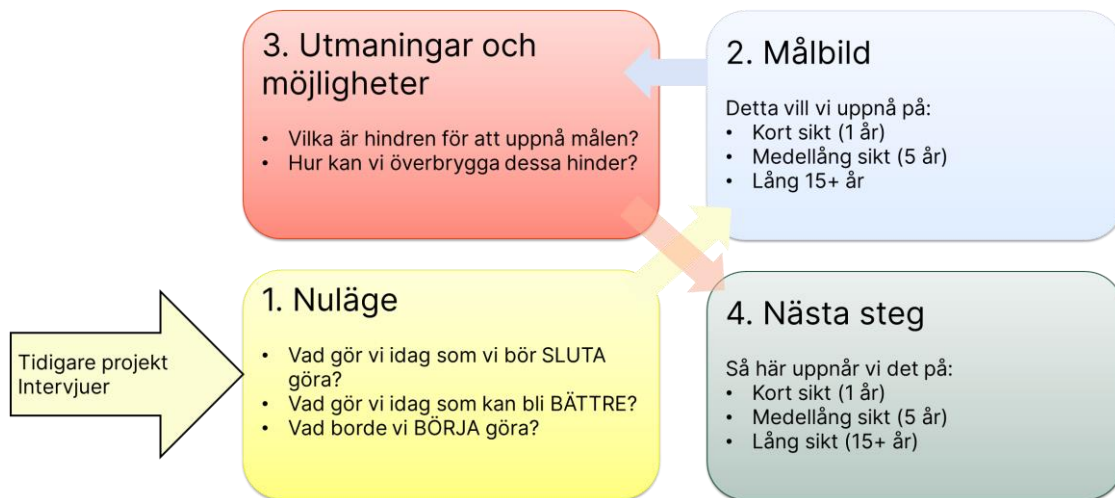 3. Utmaningar och
möjligheter
• Vilka är hindren för att uppnå målen?
• Hur kan vi överbrygga dessa hinder?
2. Målbild
Detta vill vi uppnå på:
• Kort sikt (1 år)
• Medellång sikt (5 år)
• Lång 15+ år
Tidigare projekt
Intervjuer
1. Nuläge
• Vad gör vi idag som vi bör SLUTA
göra?
• Vad gör vi idag som kan bli BÄTTRE?
• Vad borde vi BÖRJA göra?
4. Nästa steg
Så här uppnår vi det på:
• Kort sikt (1 år)
• Medellång sikt (5 år)
• Lång sikt (15+ år)